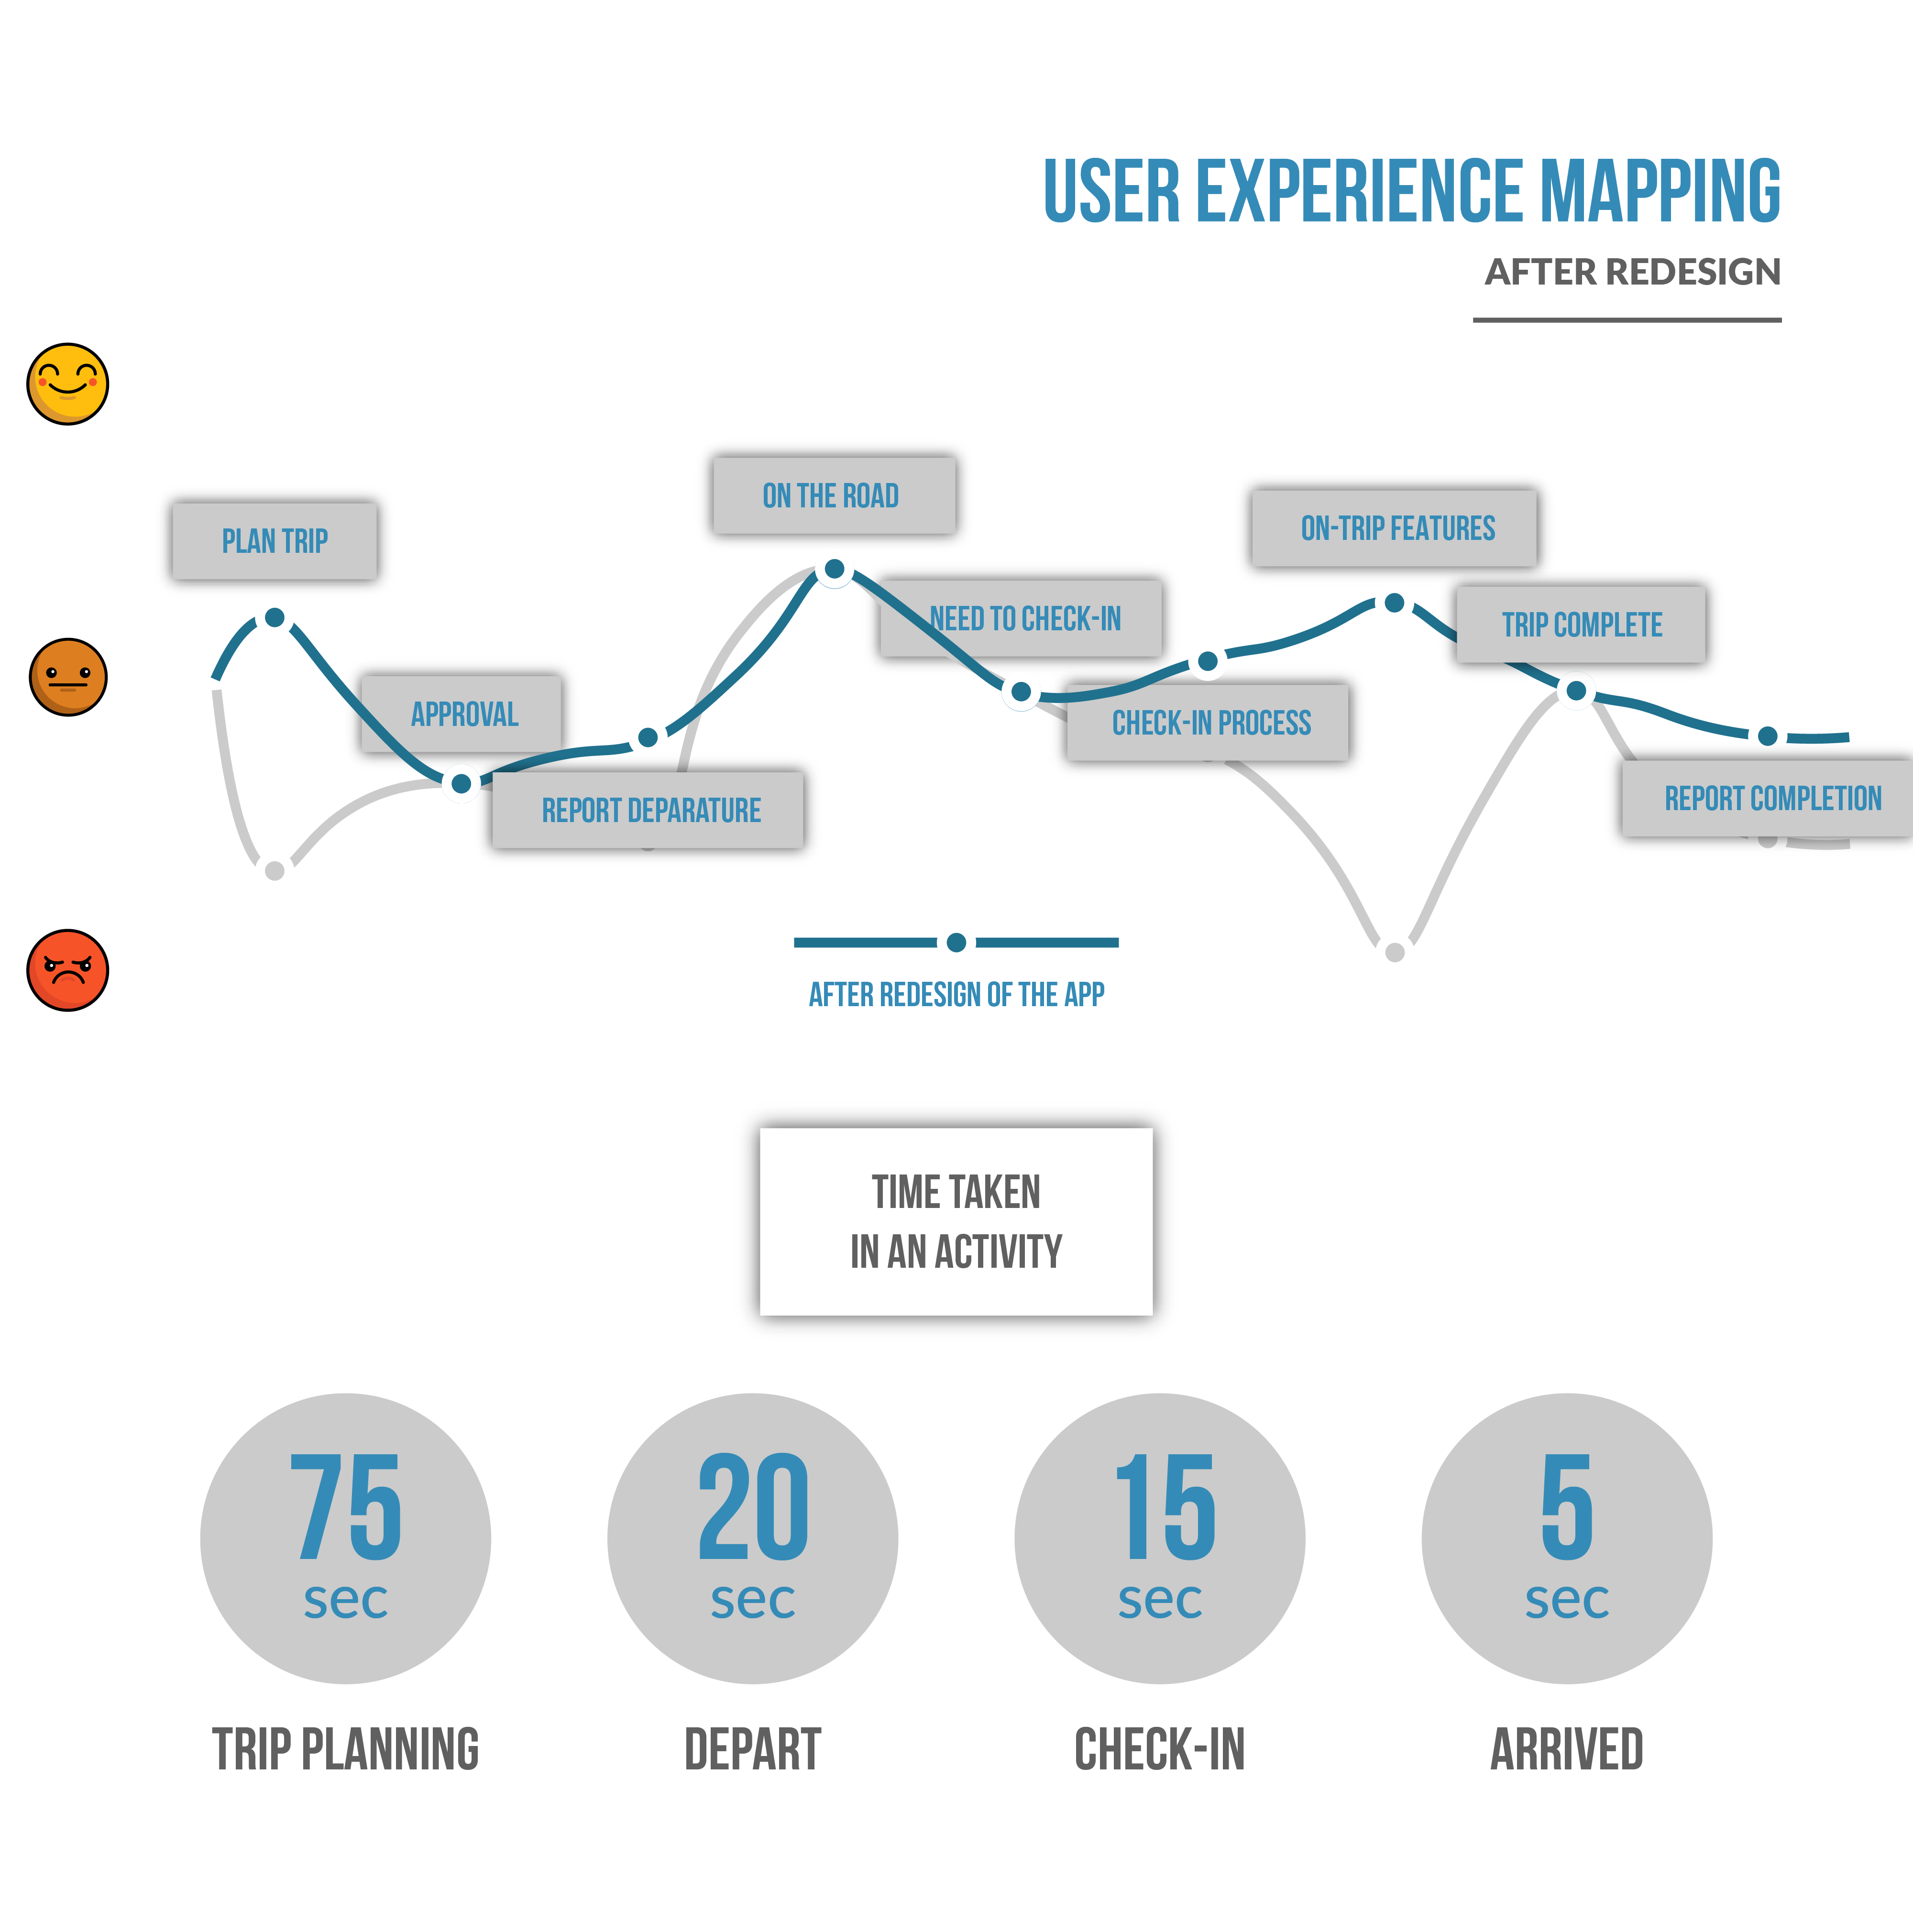 USER EXPERIENCE MAPPING
AFTER REDESIGN
PLAN TRIP
APPROVAL
REPORT DEPARATURE
ON THE ROAD
NEED TO CHECK-IN
CHECK-IN PROCESS
ON-TRIP FEATURES
TRIP COMPLETE
REPORT COMPLETION
AFTER REDESIGN OF THE APP
TIME TAKEN
IN AN ACTIVITY
75
sec
TRIP PLANNING
20
sec
DEPART
15
sec
CHECK-IN
5
sec
ARRIVED